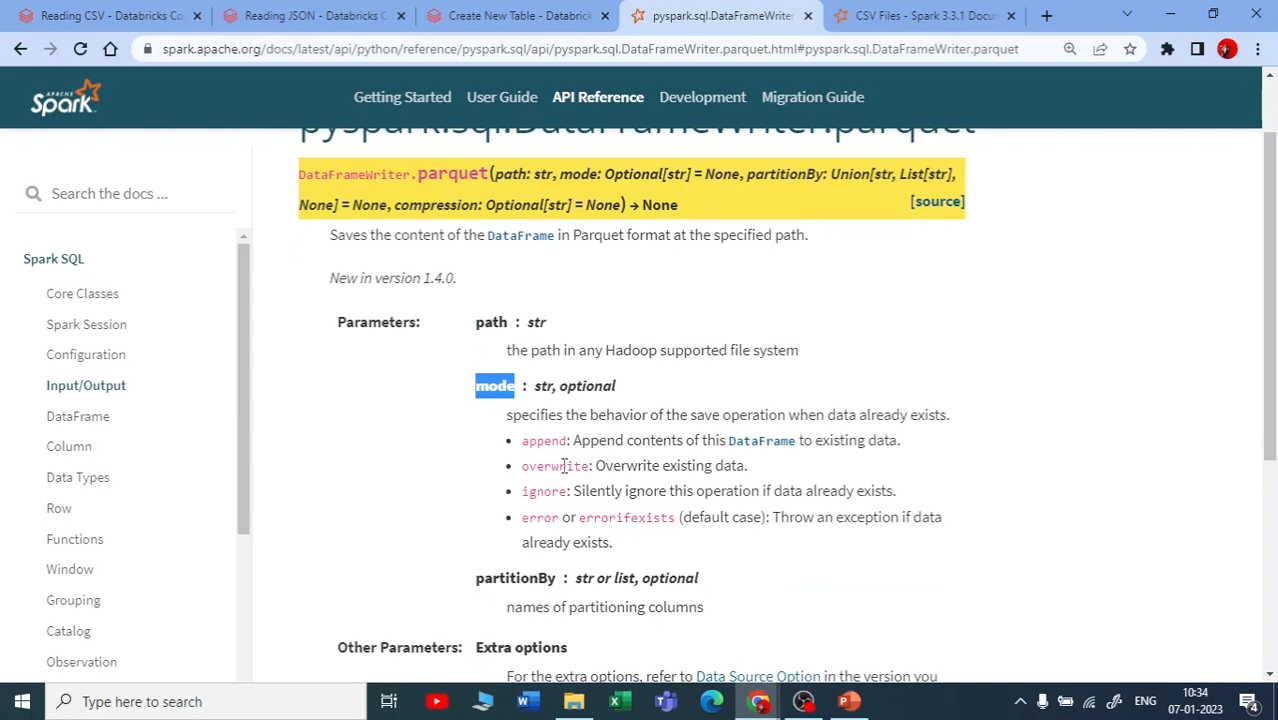 Reading CSV - Databricks Co
Reading JSON - Databricks C
Create New Table - Databrick
pyspark.sql.DataFrameWriter
CSV Files - Spark 3.3.1 Docum
spark.apache.org/docs/latest/api/python/reference/pyspark.sql/api/pyspark.sql.DataFrameWriter.parquet.html#pyspark.sql.DataFrameWriter.parquet
APACHE
Spark
Getting Started User Guide API Reference Development Migration Guide
pyspark.sql.DataFrameWriter.parquet
Search the docs ...
Spark SQL
Core Classes
Spark Session
Configuration
Input/Output
DataFrame
Column
Data Types
Row
Functions
Window
Grouping
Catalog
Observation
DataFrameWriter.parquet(path: str, mode: Optional[str] = None, partitionBy: Union[str, List[str],
None] = None, compression: Optional[str] = None) → None [source]
Saves the content of the DataFrame in Parquet format at the specified path.
New in version 1.4.0.
Parameters: path : str
the path in any Hadoop supported file system
mode : str, optional
specifies the behavior of the save operation when data already exists.
• append: Append contents of this DataFrame to existing data.
• overwrite: Overwrite existing data.
• ignore: Silently ignore this operation if data already exists.
• error or errorifexists (default case): Throw an exception if data
already exists.
partitionBy : str or list, optional
names of partitioning columns
Other Parameters: Extra options
For the extra options, refer to Data Source Option in the version you
Type here to search
ENG
10:34
07-01-2023
4